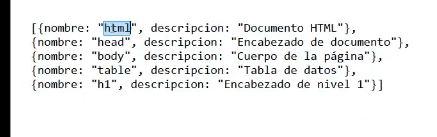 [{nombre: "html", descripcion: "Documento HTML"},
{nombre: "head", descripcion: "Encabezado de documento"},
{nombre: "body", descripcion: "Cuerpo de la página"},
{nombre: "table", descripcion: "Tabla de datos"},
{nombre: "h1", descripcion: "Encabezado de nivel 1"}]